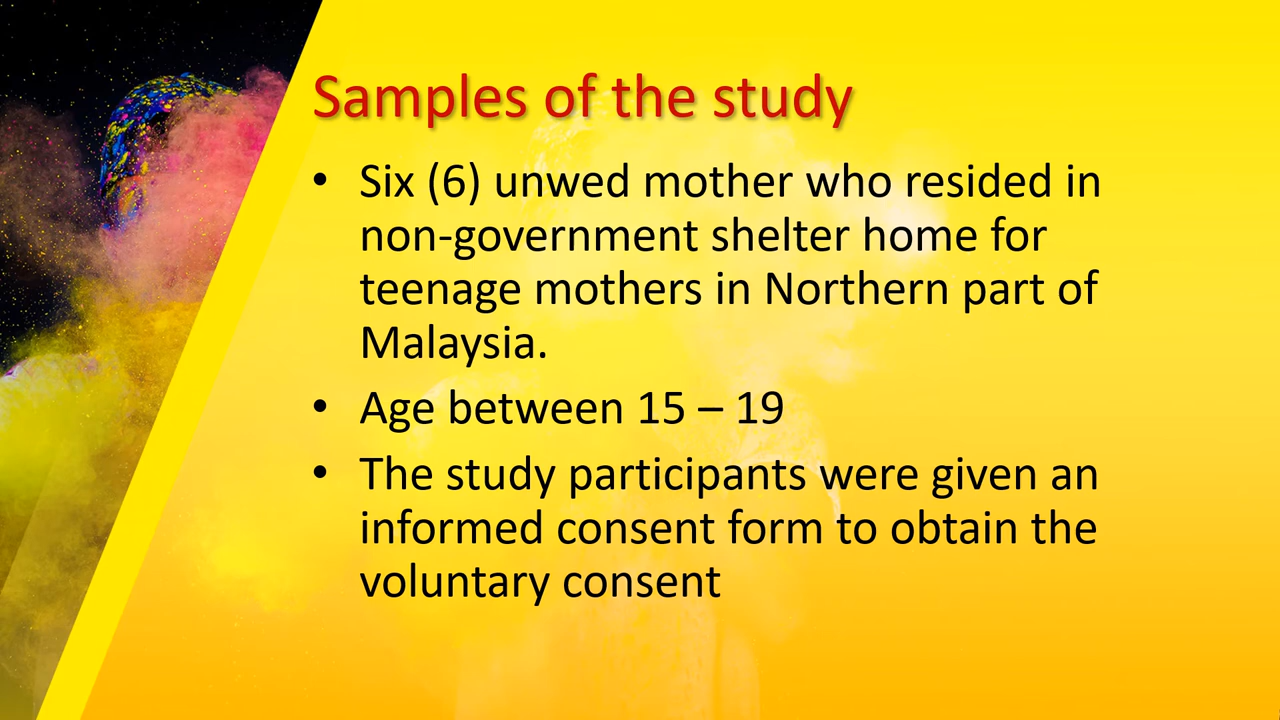 Samples of the study
• Six (6) unwed mother who resided in
non-government shelter home for
teenage mothers in Northern part of
Malaysia.
• Age between 15 – 19
• The study participants were given an
informed consent form to obtain the
voluntary consent